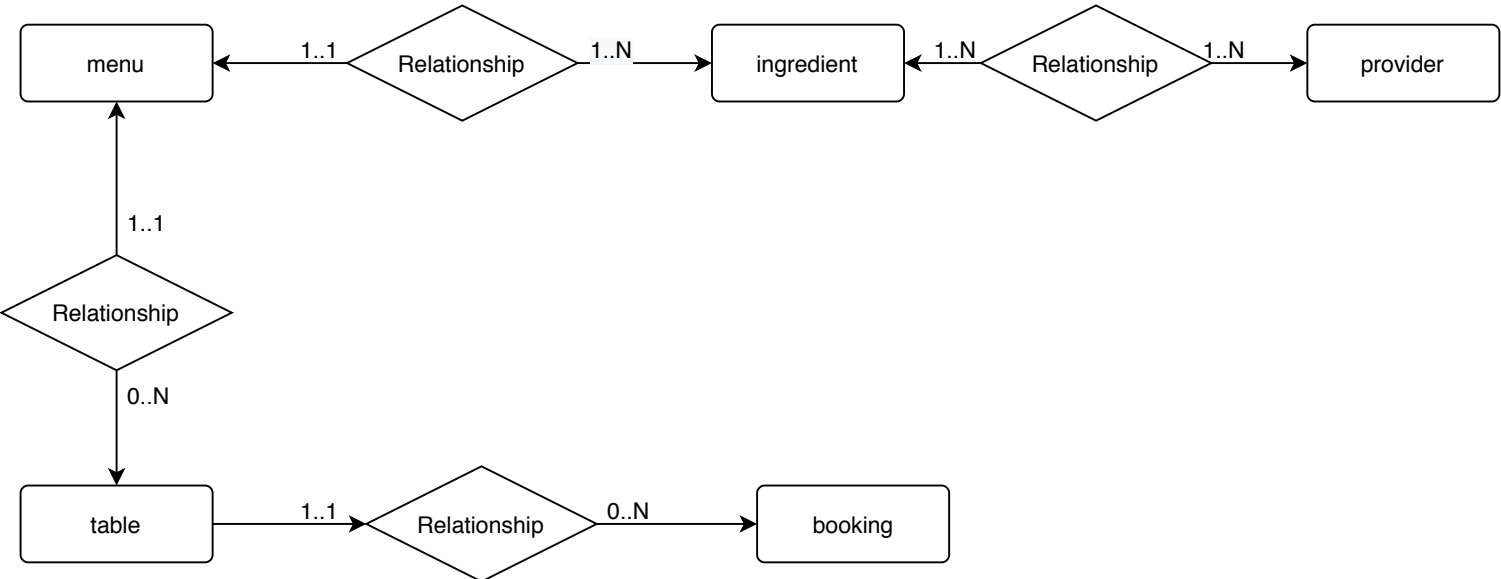 menu
1..1
Relationship
1..N
ingredient
1..N
Relationship
1..N
provider
1..1
Relationship
0..N
table
1..1
Relationship
0..N
booking